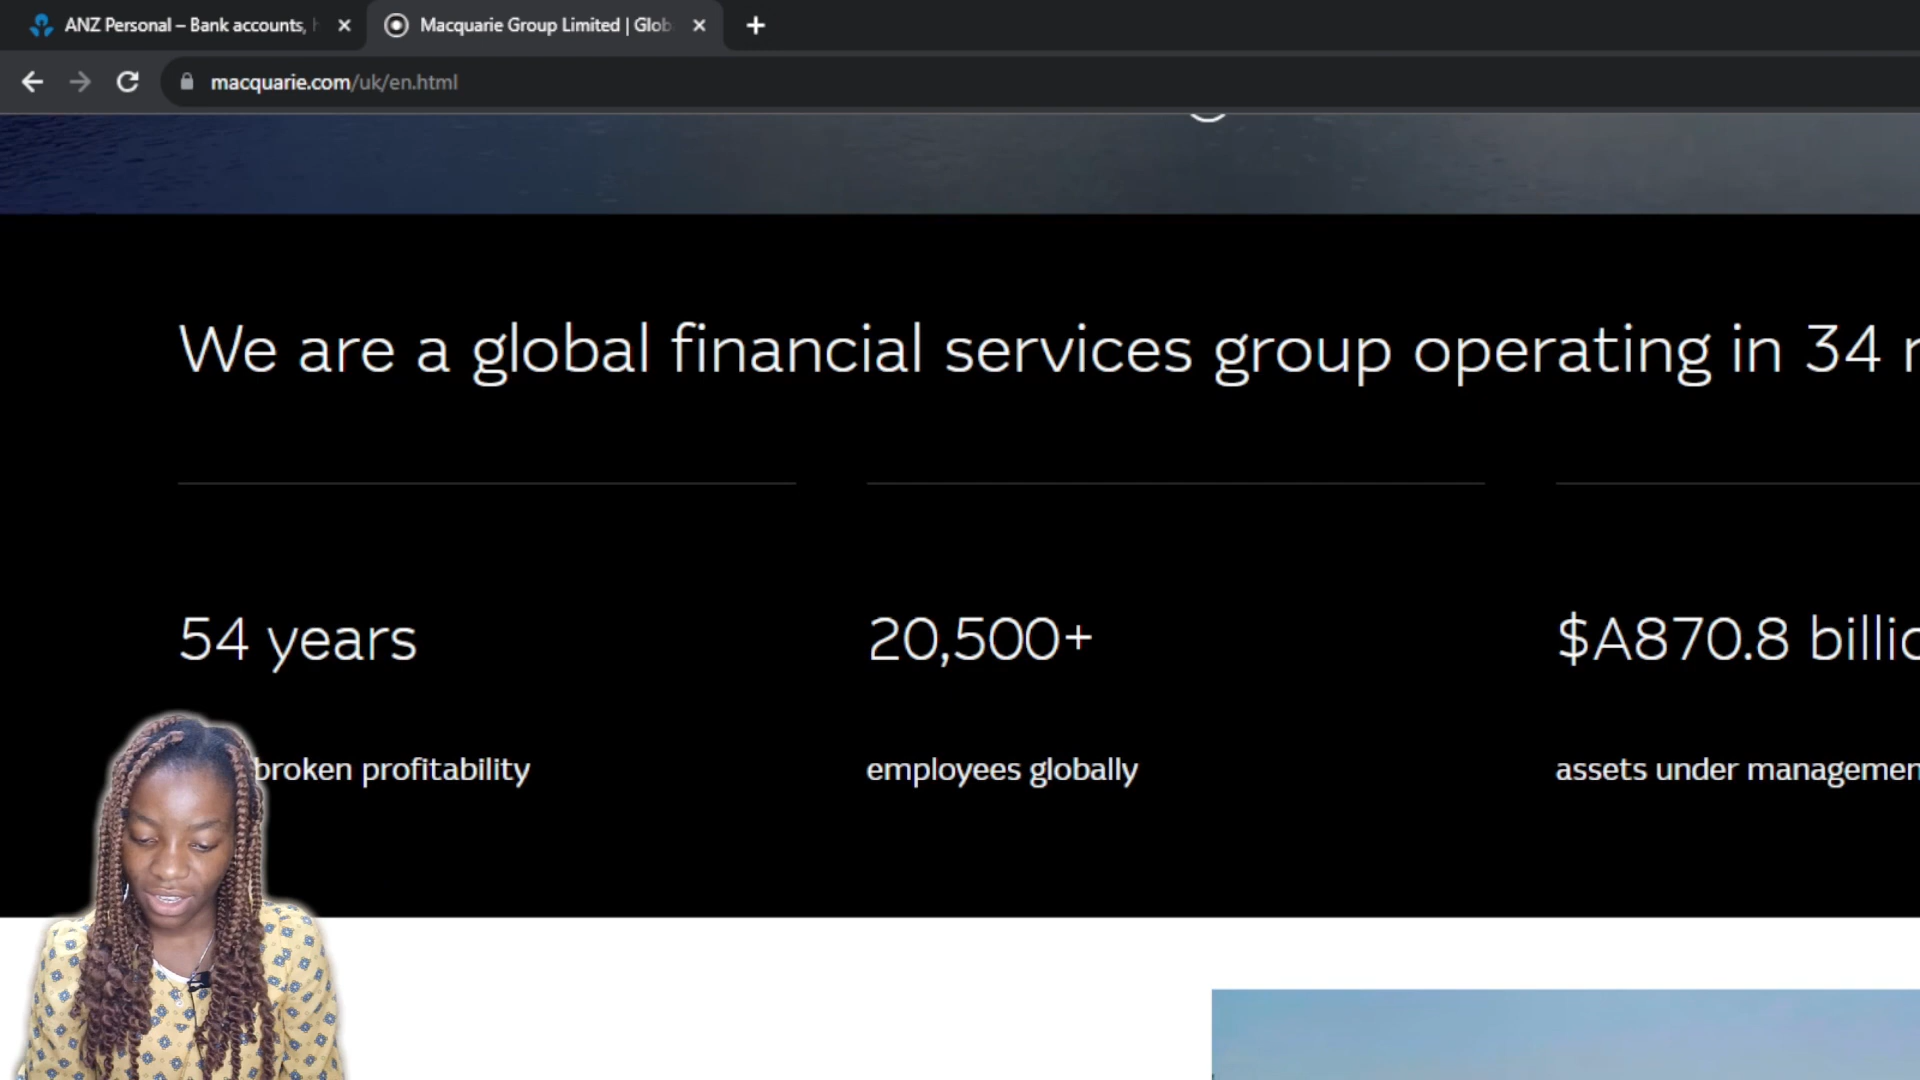 ANZ Personal – Bank accounts,
Macquarie Group Limited | Glob
macquarie.com/uk/en.html
We are a global financial services group operating in 34
54 years
20,500+
$A870.8 billio
broken profitability
employees globally
assets under managemen